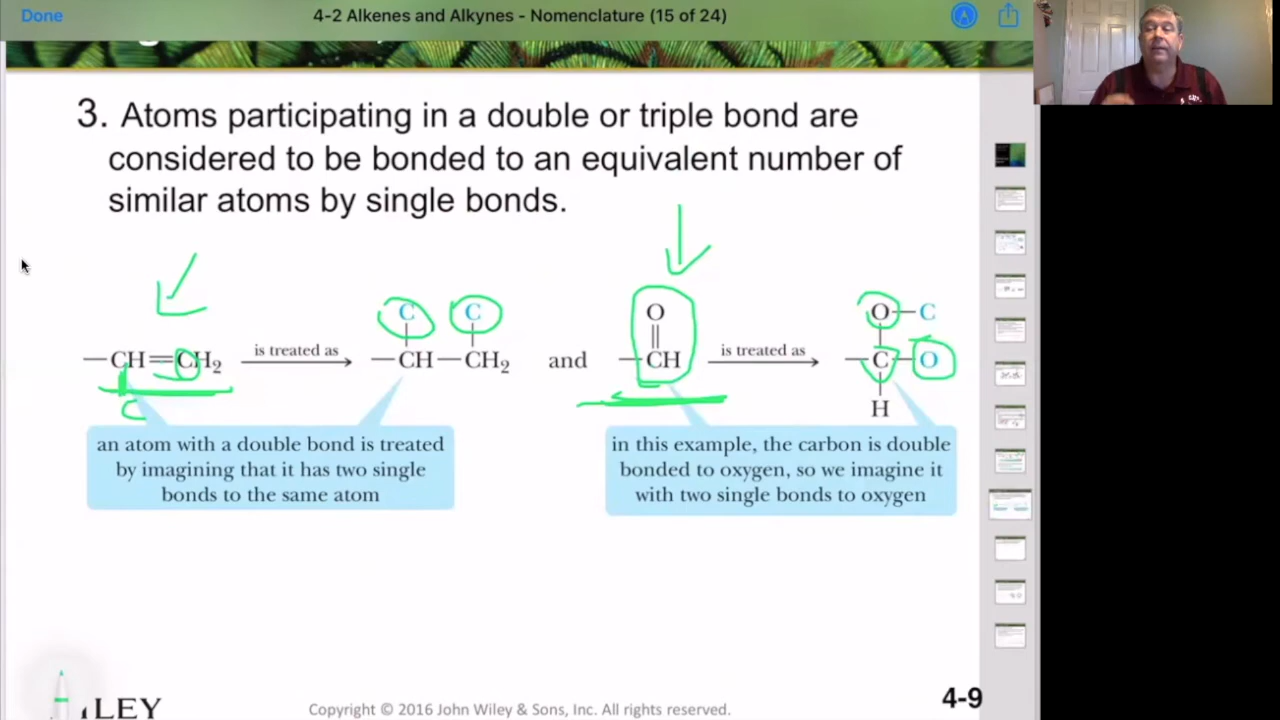 Done
4-2 Alkenes and Alkynes - Nomenclature (15 of 24)
3. Atoms participating in a double or triple bond are
considered to be bonded to an equivalent number of
similar atoms by single bonds.
C C O O—C
—CH=CH₂ is treated as —CH—CH₂ and —CH is treated as —C—O
C H
an atom with a double bond is treated
by imagining that it has two single
bonds to the same atom
in this example, the carbon is double
bonded to oxygen, so we imagine it
with two single bonds to oxygen
LEY
Copyright © 2016 John Wiley & Sons, Inc. All rights reserved.
4-9